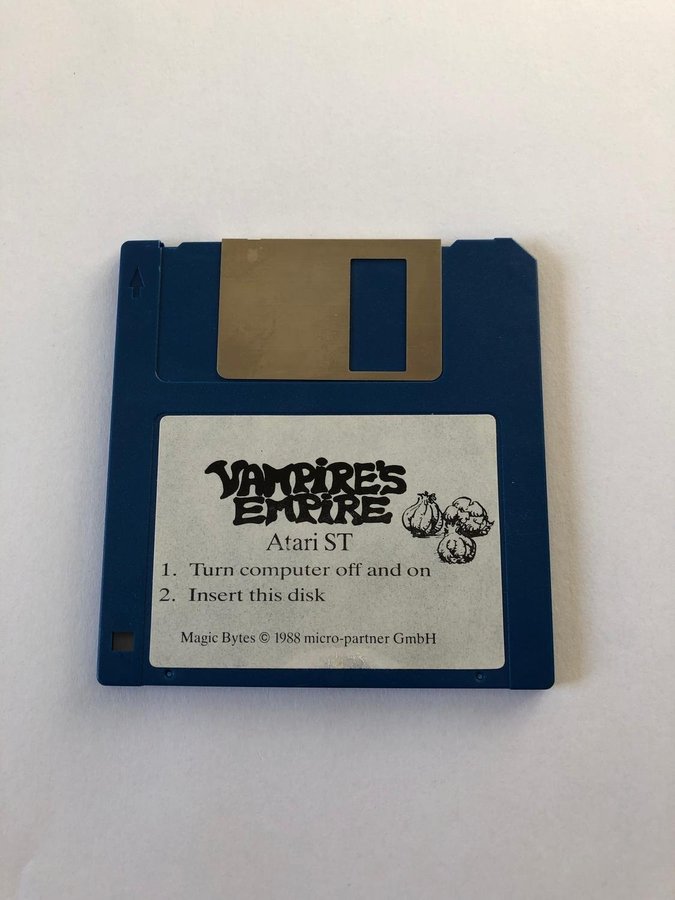 VAMPiRE'S
EMPiRE
Atari ST
1. Turn computer off and on
2. Insert this disk
Magic Bytes © 1988 micro-partner GmbH